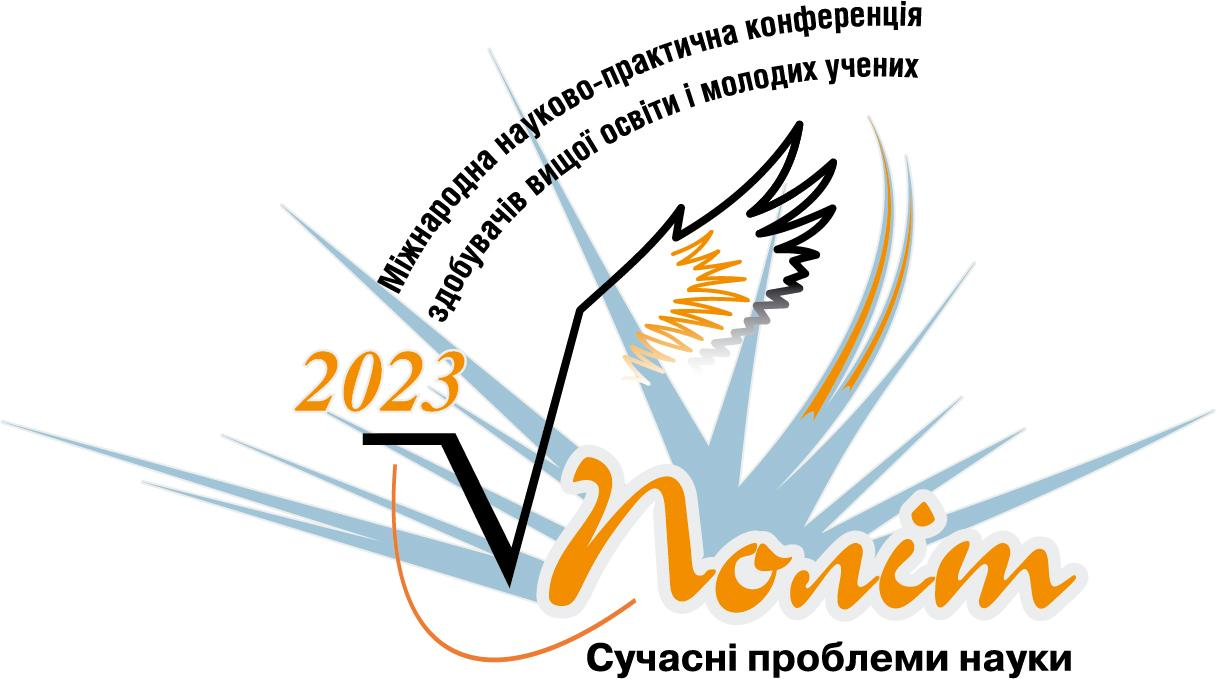 Міжнародна науково-практична конференція
здобувачів вищої освіти і молодих учених
2023
Політ
Сучасні проблеми науки